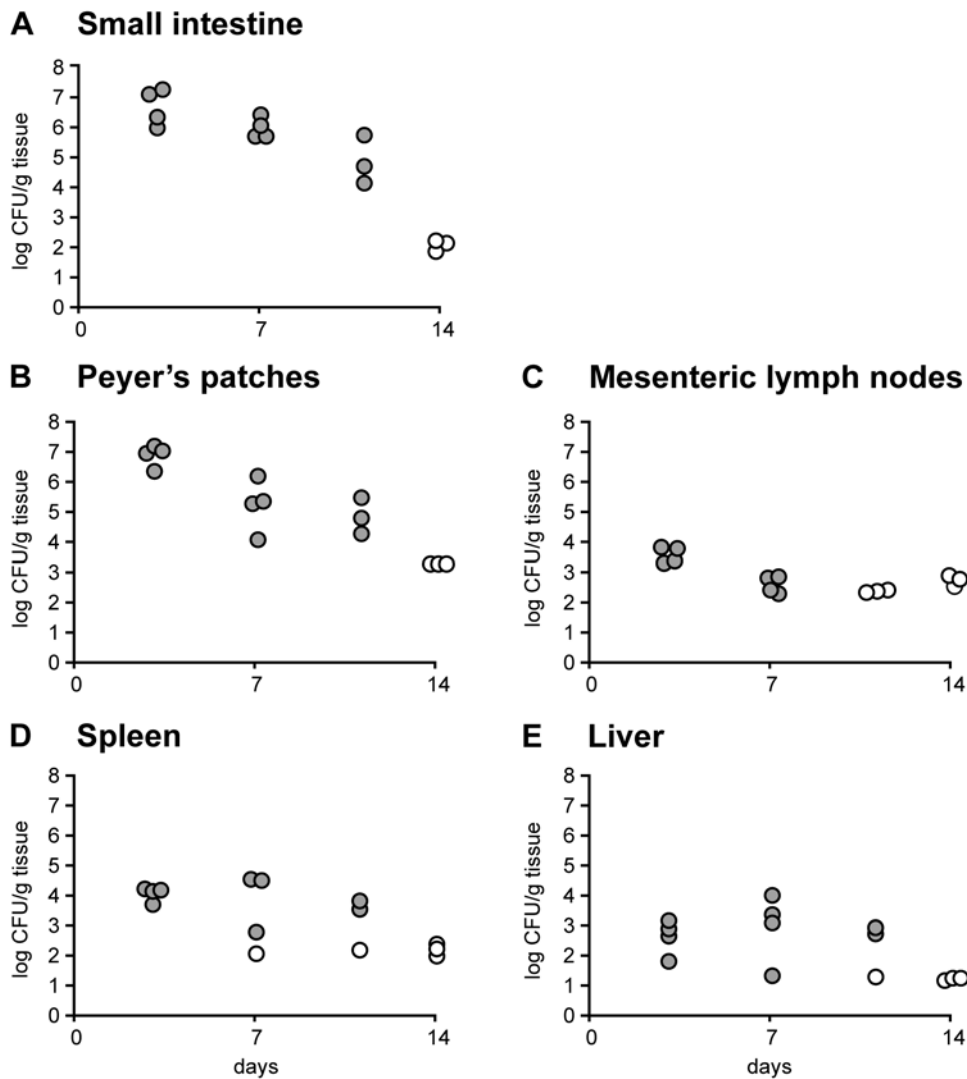 A Small intestine
8
7
6
5
4
3
2
1
0
log CFU/g tissue
0 7 14
B Peyer's patches
8
7
6
5
4
3
2
1
0
log CFU/g tissue
0 7 14
C Mesenteric lymph nodes
8
7
6
5
4
3
2
1
0
log CFU/g tissue
0 7 14
D Spleen
8
7
6
5
4
3
2
1
0
log CFU/g tissue
0 7 14
days
E Liver
8
7
6
5
4
3
2
1
0
log CFU/g tissue
0 7 14
days